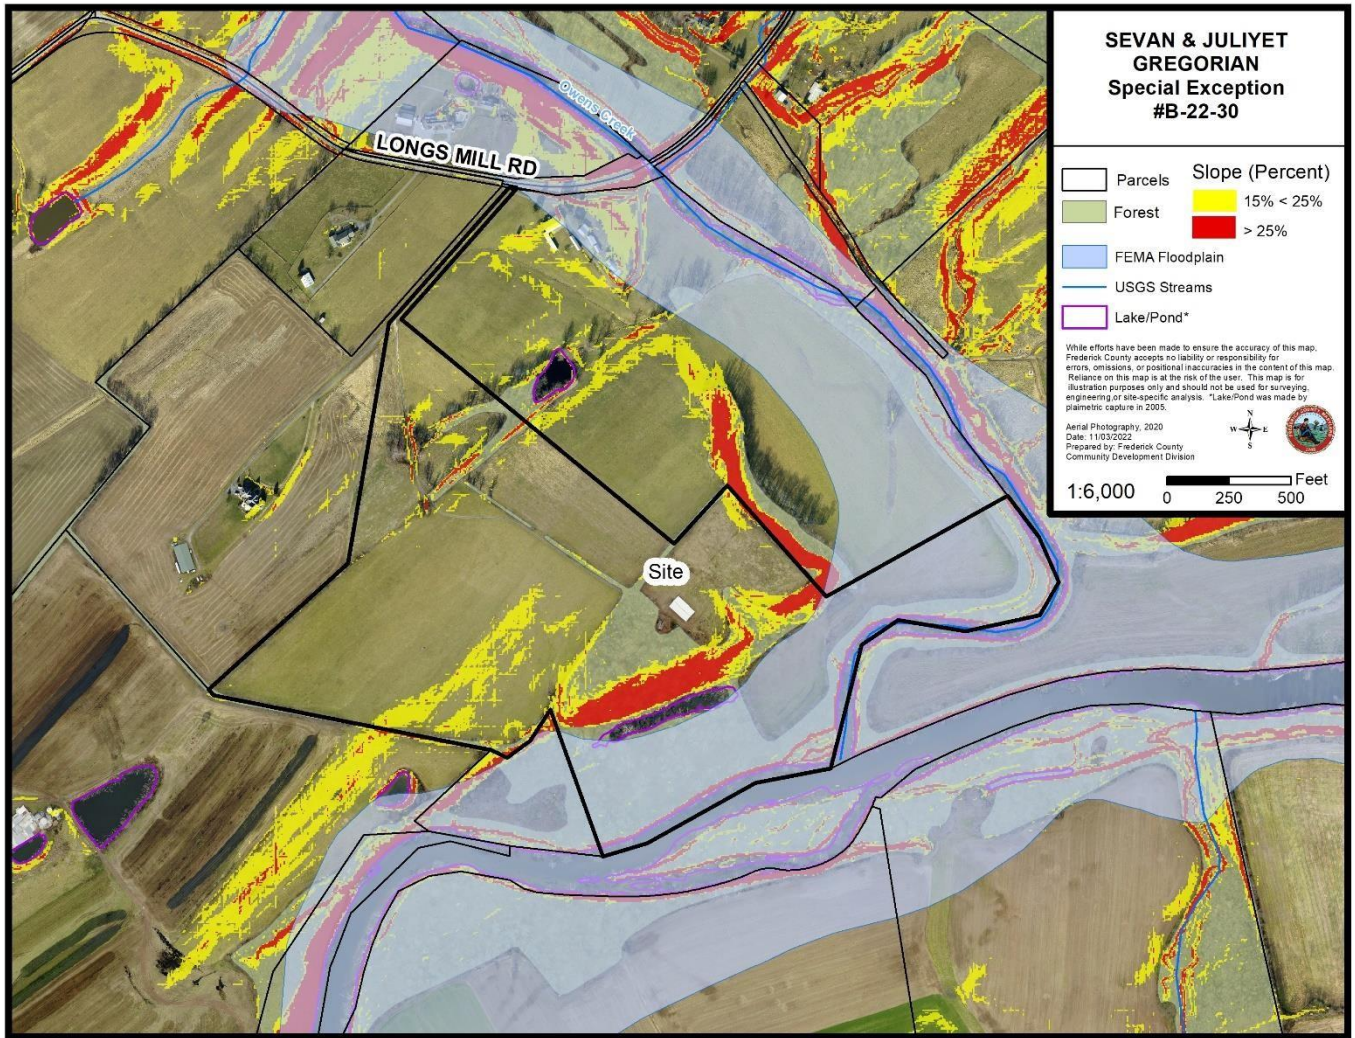 SEVAN & JULIYET
GREGORIAN
Special Exception
#B-22-30
Parcels
Forest
FEMA Floodplain
USGS Streams
Lake/Pond*
Slope (Percent)
15% < 25%
> 25%
While efforts have been made to ensure the accuracy of this map,
Frederick County accepts no liability or responsibility for
errors, omissions, or positional inaccuracies in the content of this map.
Reliance on this map is at the risk of the user. This map is for
illustration purposes only and should not be used for surveying,
engineering,or site-specific analysis. *Lake/Pond was made by
plaimetric capture in 2005.
Aerial Photography, 2020
Date: 11/03/2022
Prepared by: Frederick County
Community Development Division
N
W E
S
1:6,000
Feet
0 250 500
Owens Creek
LONGS MILL RD
Site